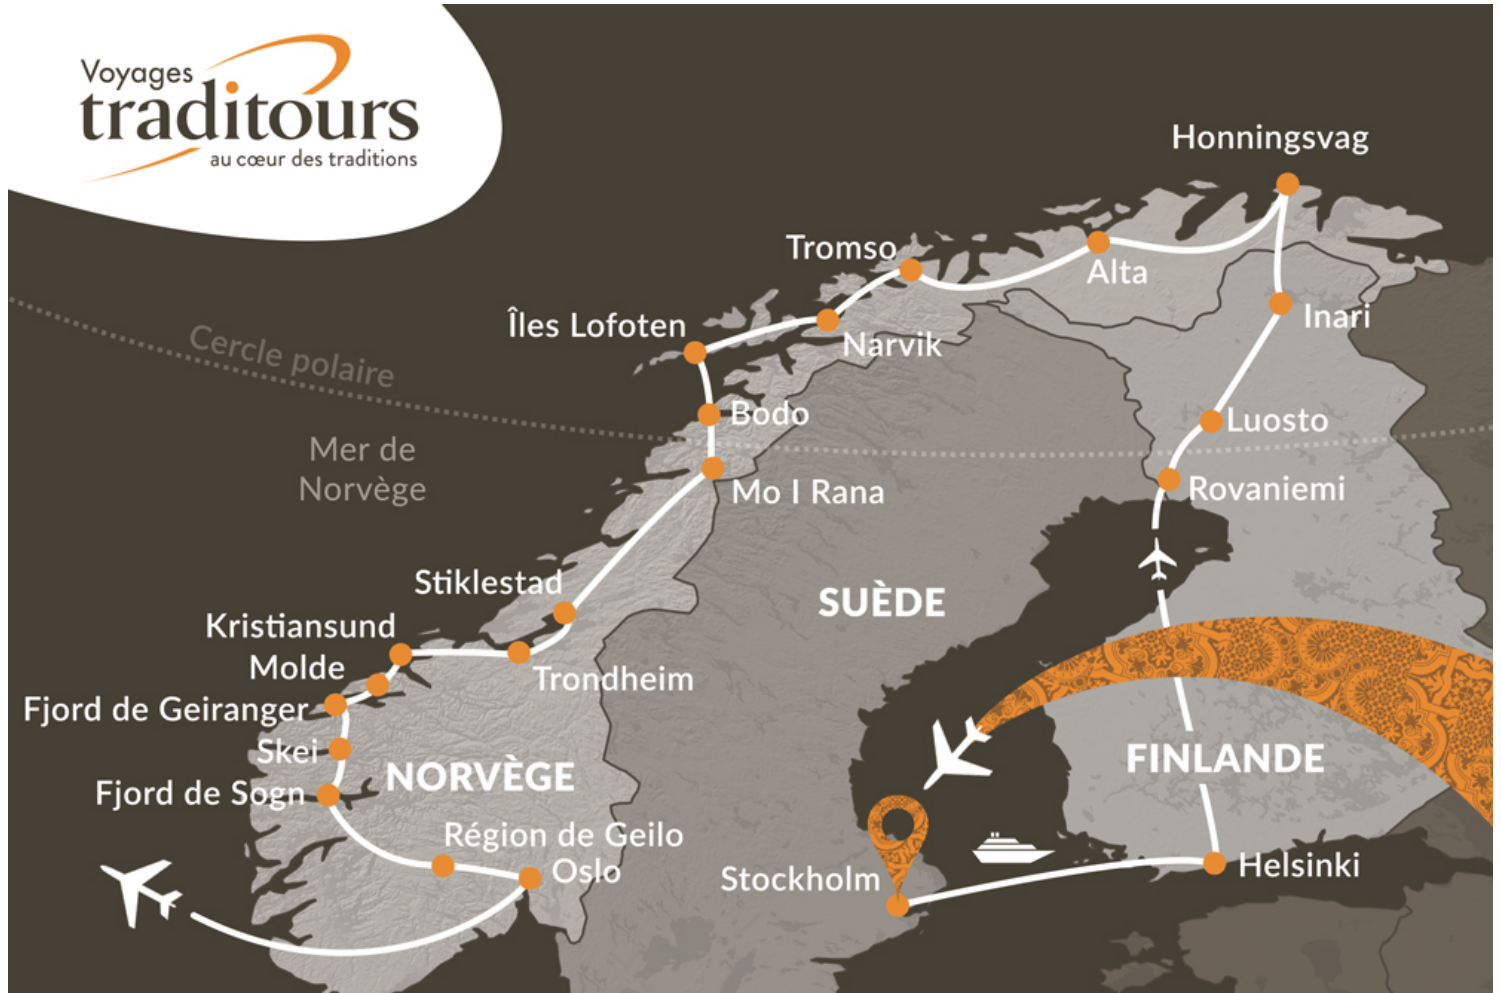 Voyages
traditours
au cœur des traditions
Honningsvag
Tromso
Alta
Inari
Îles Lofoten
Narvik
Cercle polaire
Bodo
Luosto
Mer de
Norvège
Mo I Rana
Rovaniemi
Stiklestad
SUÈDE
Kristiansund
Molde
Trondheim
Fjord de Geiranger
Skei
NORVÈGE
FINLANDE
Fjord de Sogn
Région de Geilo
Oslo
Stockholm
Helsinki